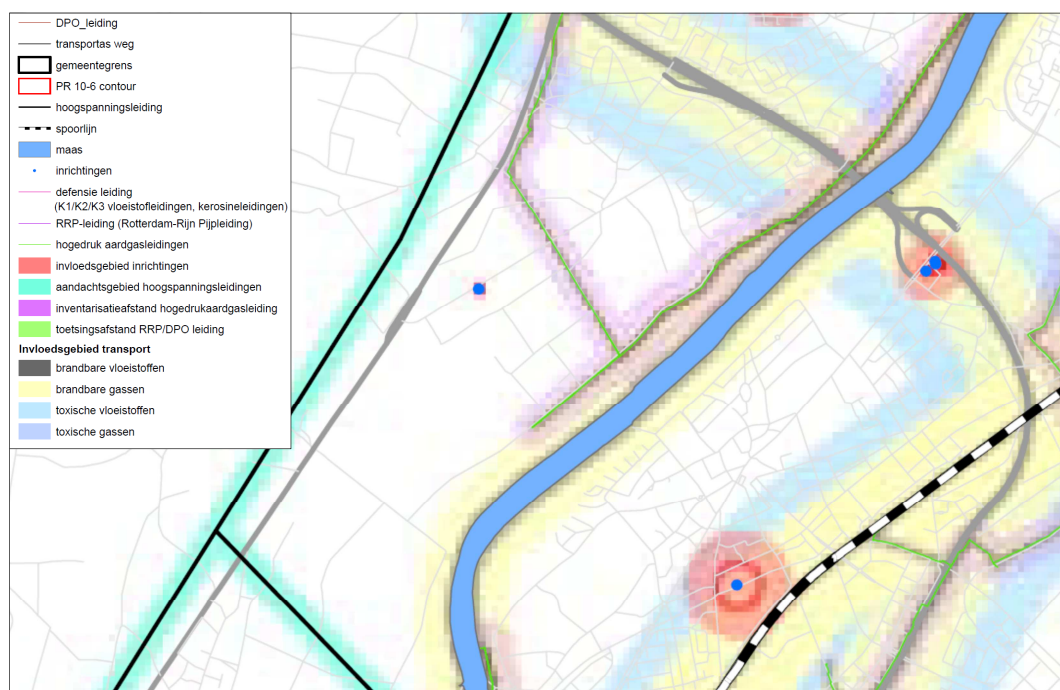 DPO_leiding
transportas weg
gemeentegrens
PR 10-6 contour
hoogspanningsleiding
spoorlijn
maas
inrichtingen
defensie leiding
(K1/K2/K3 vloeistofleidingen, kerosineleidingen)
RRP-leiding (Rotterdam-Rijn Pijpleiding)
hogedruk aardgasleidingen
invloedsgebied inrichtingen
aandachtsgebied hoogspanningsleidingen
inventarisatieafstand hogedrukaardgasleiding
toetsingsafstand RRP/DPO leiding
Invloedsgebied transport
brandbare vloeistoffen
brandbare gassen
toxische vloeistoffen
toxische gassen